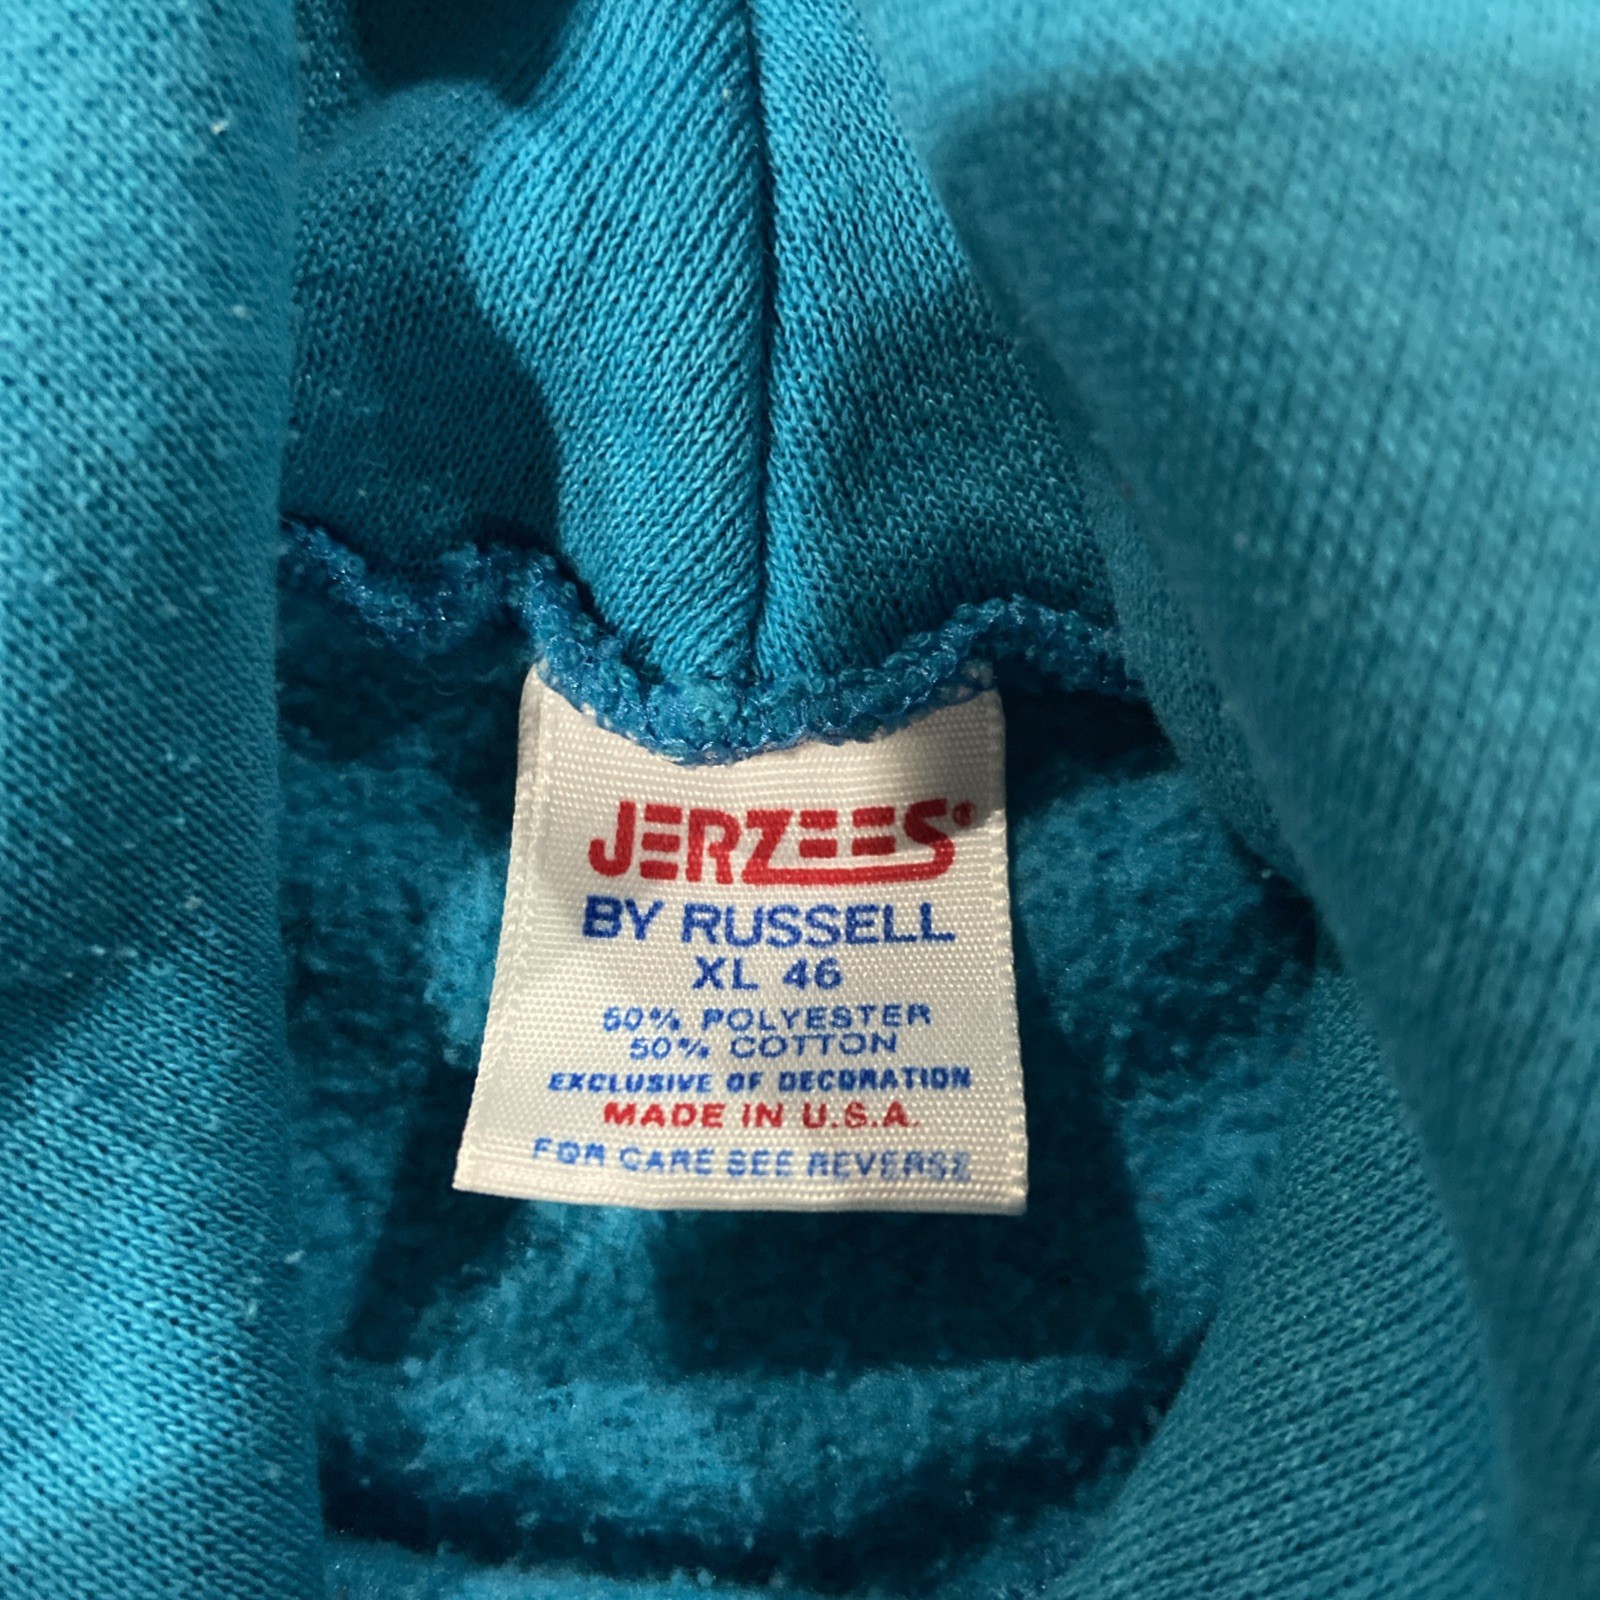 JERZEES®
BY RUSSELL
XL 46
50% POLYESTER
50% COTTON
EXCLUSIVE OF DECORATION
MADE IN U.S.A.
FOR CARE SEE REVERSE